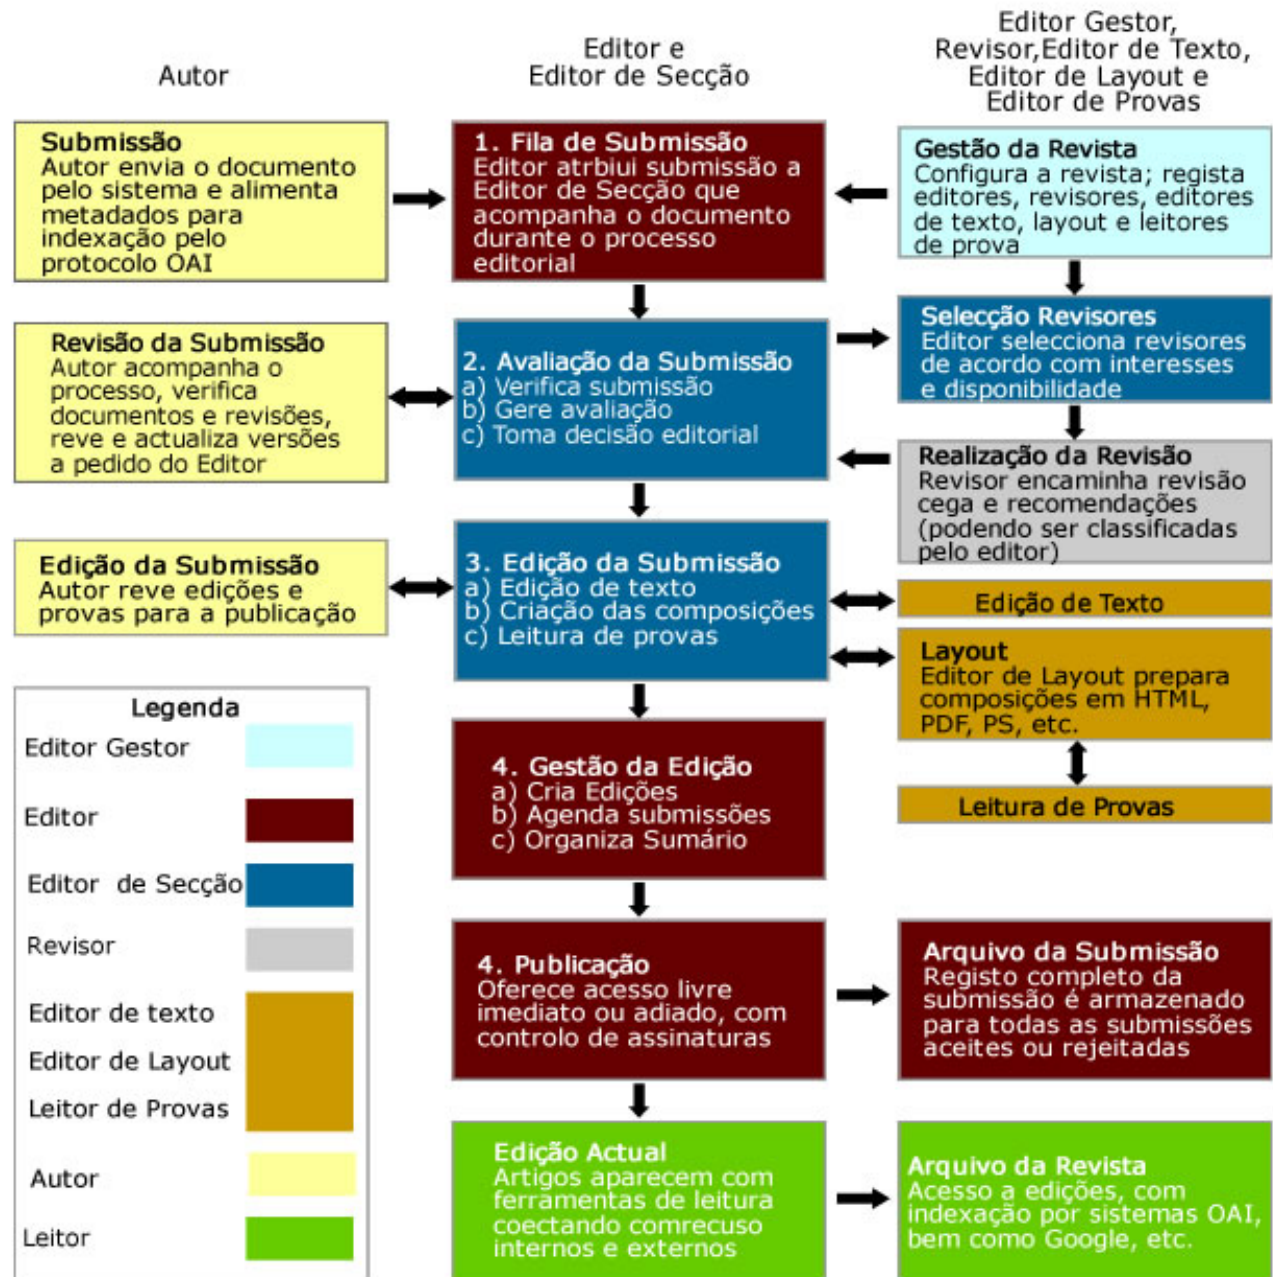 Autor
Editor e
Editor de Secção
Editor Gestor,
Revisor,Editor de Texto,
Editor de Layout e
Editor de Provas
Submissão
Autor envia o documento
pelo sistema e alimenta
metadados para
indexação pelo
protocolo OAI
1. Fila de Submissão
Editor atrbiui submissão a
Editor de Secção que
acompanha o documento
durante o processo
editorial
Gestão da Revista
Configura a revista; regista
editores, revisores, editores
de texto, layout e leitores
de prova
Revisão da Submissão
Autor acompanha o
processo, verifica
documentos e revisões,
reve e actualiza versões
a pedido do Editor
2. Avaliação da Submissão
a) Verifica submissão
b) Gere avaliação
c) Toma decisão editorial
Selecção Revisores
Editor selecciona revisores
de acordo com interesses
e disponibilidade
Realização da Revisão
Revisor encaminha revisão
cega e recomendações
(podendo ser classificadas
pelo editor)
Edição da Submissão
Autor reve edições e
provas para a publicação
3. Edição da Submissão
a) Edição de texto
b) Criação das composições
c) Leitura de provas
Edição de Texto
Layout
Editor de Layout prepara
composições em HTML,
PDF, PS, etc.
Leitura de Provas
Legenda
Editor Gestor
Editor
Editor de Secção
Revisor
Editor de texto
Editor de Layout
Leitor de Provas
Autor
Leitor
4. Gestão da Edição
a) Cria Edições
b) Agenda submissões
c) Organiza Sumário
4. Publicação
Oferece acesso livre
imediato ou adiado, com
controlo de assinaturas
Arquivo da Submissão
Registo completo da
submissão é armazenado
para todas as submissões
aceites ou rejeitadas
Edição Actual
Artigos aparecem com
ferramentas de leitura
coectando comrecuso
internos e externos
Arquivo da Revista
Acesso a edições, com
indexação por sistemas OAI,
bem como Google, etc.